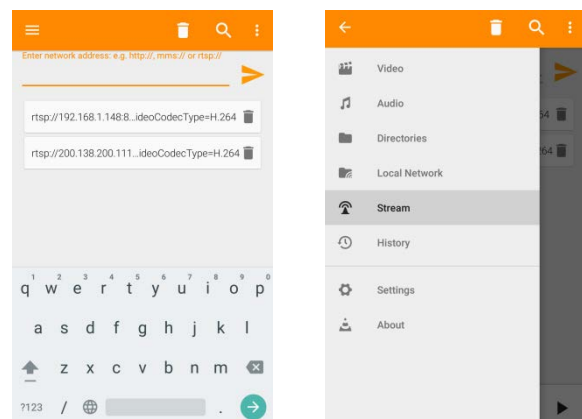 Enter network address: e.g. http://, mms:// or rtsp://
rtsp://192.168.1.148:8...ideoCodecType=H.264
rtsp://200.138.200.111...ideoCodecType=H.264
1 2 3 4 5 6 7 8 9 0
q w e r t y u i o p
a s d f g h j k l
z x c v b n m
?123 / .
Video
Audio
54
Directories
264
Local Network
Stream
History
Settings
About